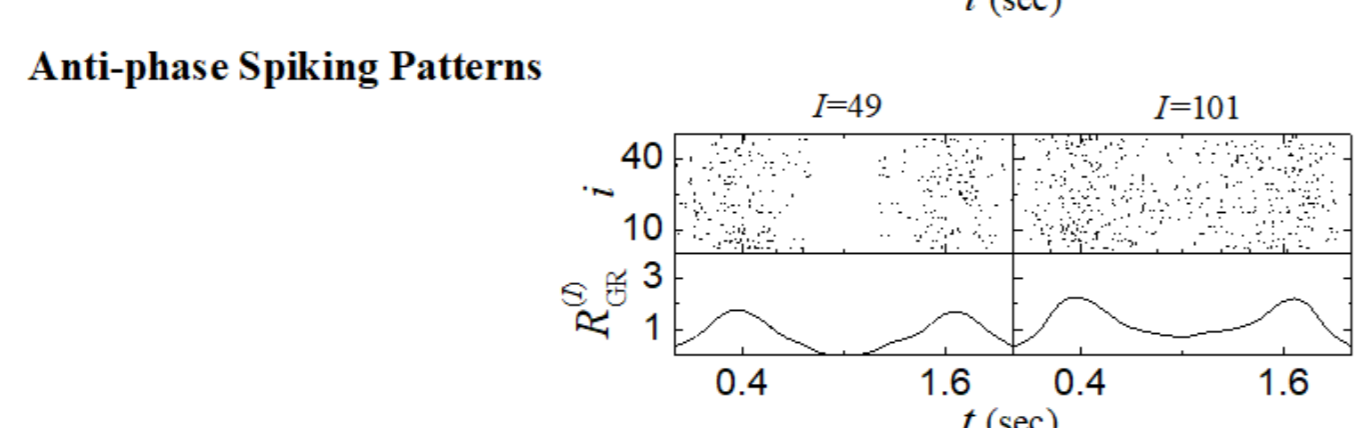 t (sec)
Anti-phase Spiking Patterns
I=49 I=101
40
i
10
3
R_GR^(I)
1
0.4 1.6 0.4 1.6
t (sec)